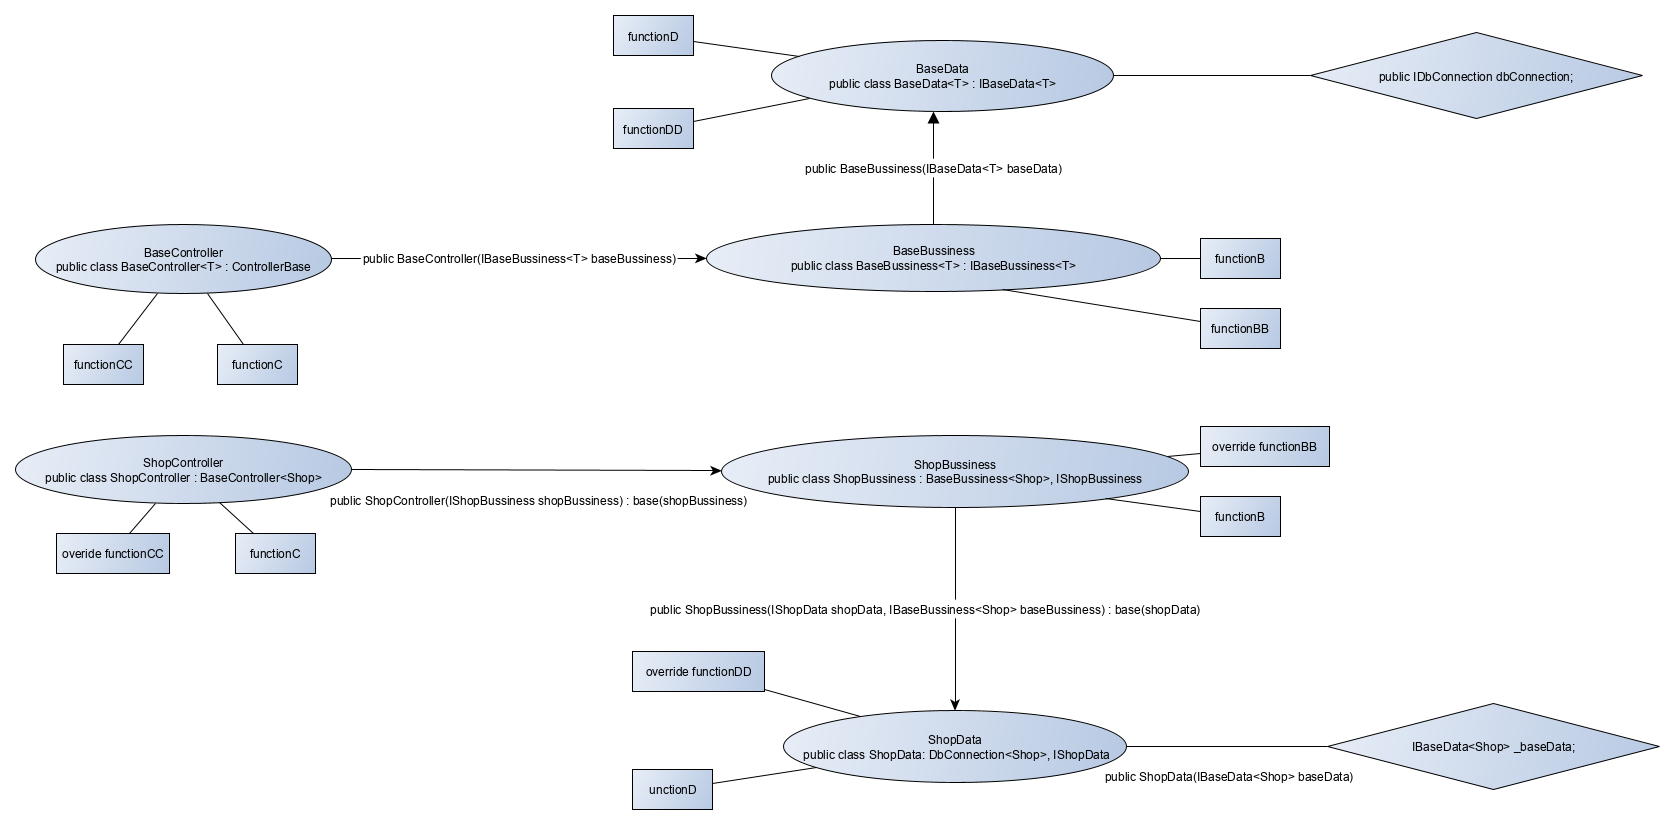 functionD
BaseData
public class BaseData<T> : IBaseData<T>
public IDbConnection dbConnection;
functionDD
public BaseBussiness(IBaseData<T> baseData)
BaseController
public class BaseController<T> : ControllerBase
public BaseController(IBaseBussiness<T> baseBussiness)
BaseBussiness
public class BaseBussiness<T> : IBaseBussiness<T>
functionB
functionBB
functionCC
functionC
ShopController
public class ShopController : BaseController<Shop>
public ShopController(IShopBussiness shopBussiness) : base(shopBussiness)
ShopBussiness
public class ShopBussiness : BaseBussiness<Shop>, IShopBussiness
override functionBB
functionB
overide functionCC
functionC
public ShopBussiness(IShopData shopData, IBaseBussiness<Shop> baseBussiness) : base(shopData)
override functionDD
ShopData
public class ShopData: DbConnection<Shop>, IShopData
IBaseData<Shop> _baseData;
public ShopData(IBaseData<Shop> baseData)
unctionD